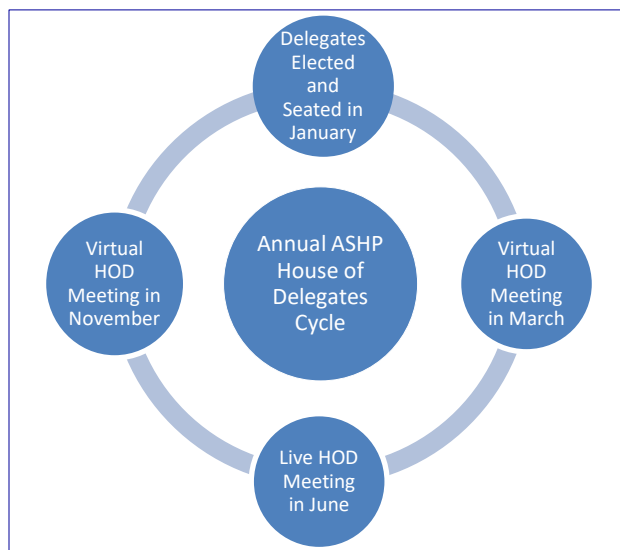 Delegates
Elected
and
Seated in
January
Virtual
HOD
Meeting in
November
Annual ASHP
House of
Delegates
Cycle
Virtual
HOD
Meeting
in March
Live HOD
Meeting
in June